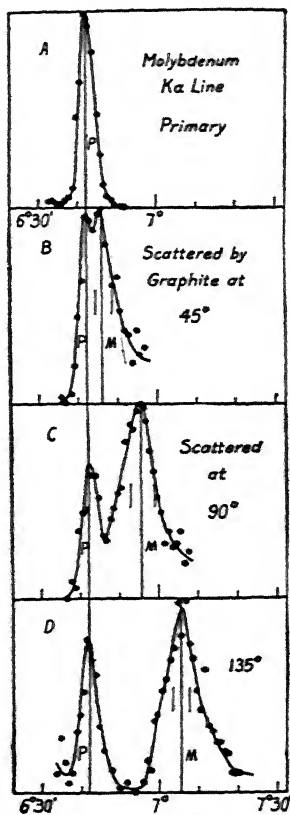 A
Molybdenum
Kα Line
Primary
P
6°30'
7°
B
Scattered by
Graphite at
45°
P
M
C
Scattered
at
90°
P
M
D
135°
P
M
6°30'
7°
7°30'